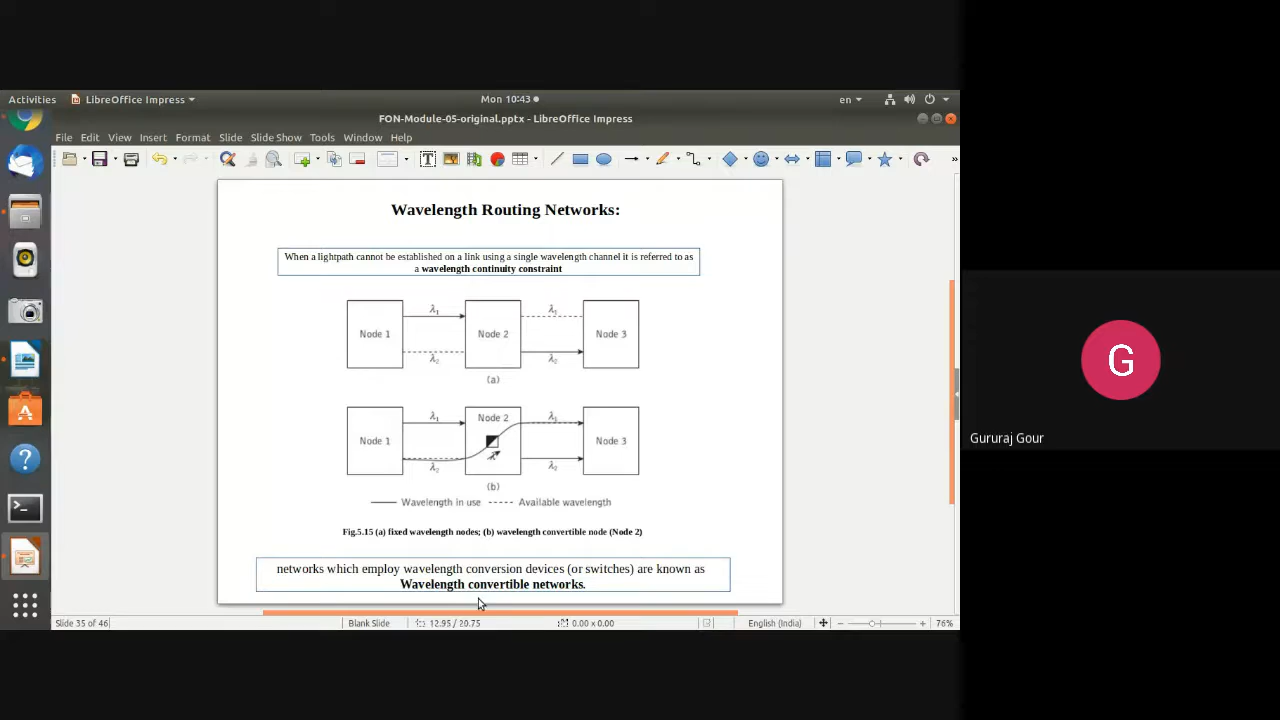 Activities LibreOffice Impress Mon 10:43 en
FON-Module-05-original.pptx - LibreOffice Impress
File Edit View Insert Format Slide Slide Show Tools Window Help
Wavelength Routing Networks:
When a lightpath cannot be established on a link using a single wavelength channel it is referred to as
a wavelength continuity constraint
λ1 λ1
Node 1 Node 2 Node 3
λ2 λ2
(a)
λ1 Node 2 λ1
Node 1 Node 3
λ2 λ2
(b)
Wavelength in use Available wavelength
Fig.5.15 (a) fixed wavelength nodes; (b) wavelength convertible node (Node 2)
networks which employ wavelength conversion devices (or switches) are known as
Wavelength convertible networks.
Slide 35 of 46 Blank Slide 12.95 / 20.75 0.00 x 0.00 English (India) 76%
G
Gururaj Gour